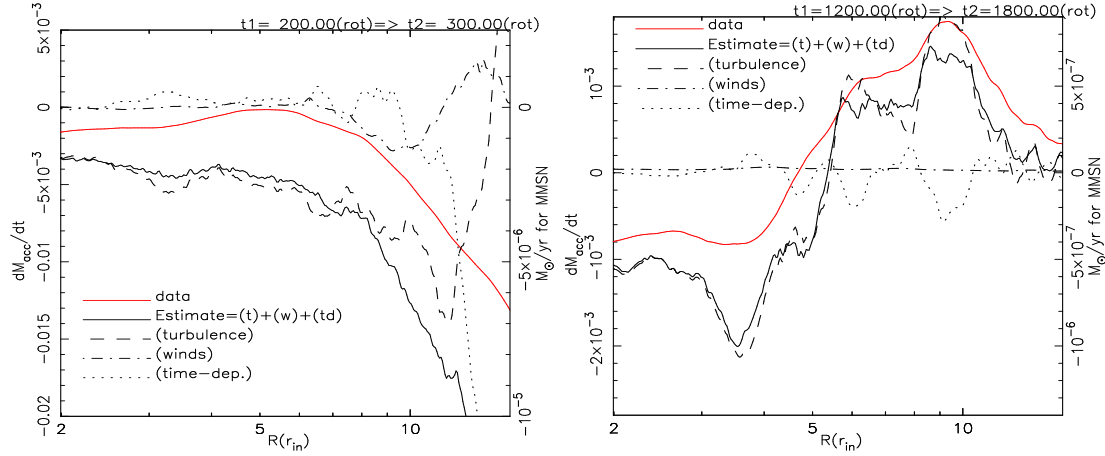 t1= 200.00(rot)=> t2= 300.00(rot)
5×10⁻³
0
−5×10⁻³
−0.01
−0.015
−0.02
dM_acc/dt
data
Estimate=(t)+(w)+(td)
(turbulence)
(winds)
(time−dep.)
0
−5×10⁻⁶
−10⁻⁵
M_⊙/yr for MMSN
2
5
10
R(r_in)
t1=1200.00(rot)=> t2=1800.00(rot)
data
Estimate=(t)+(w)+(td)
(turbulence)
(winds)
(time−dep.)
10⁻³
0
−10⁻³
−2×10⁻³
dM_acc/dt
5×10⁻⁷
0
−5×10⁻⁷
−10⁻⁶
M_⊙/yr for MMSN
2
5
10
R(r_in)